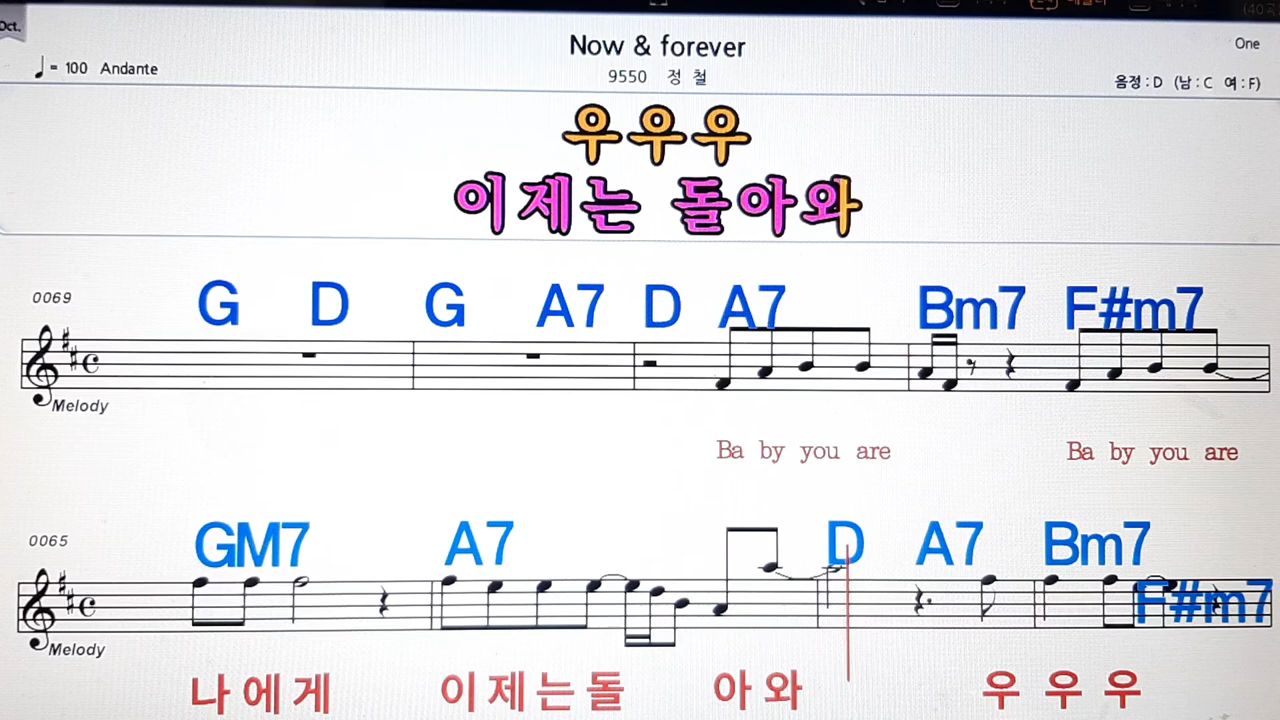 Oct.
Now & forever
One
= 100 Andante
9550 정 철
음정 : D (남 : C 여 : F)
우우우
이제는 돌아와
0069
G D G A7 D A7 Bm7 F#m7
Melody
Ba by you are Ba by you are
0065
GM7 A7 D A7 Bm7 F#m7
Melody
나 에 게 이 제 는 돌 아 와 우 우 우